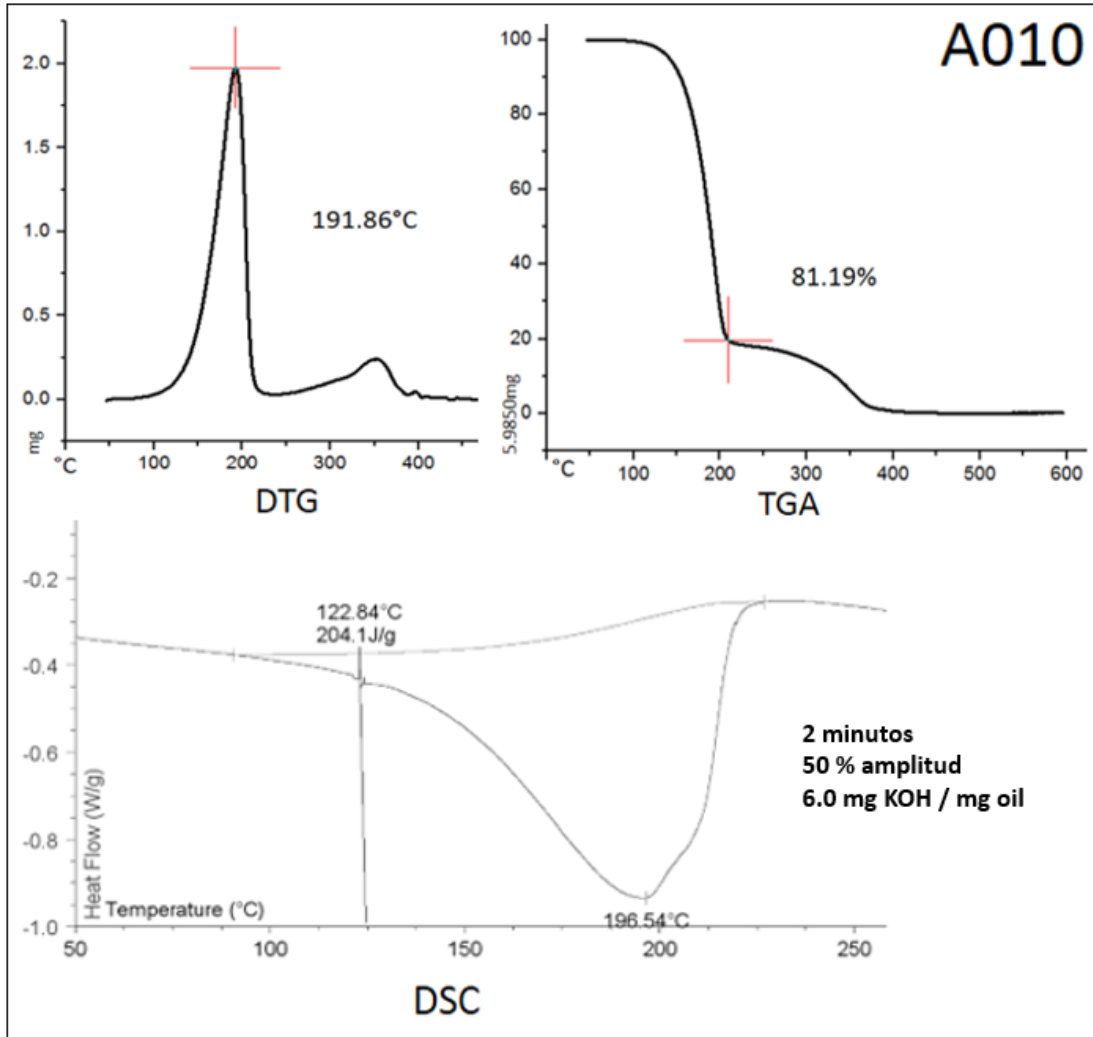 A010
2.0
1.5
1.0
0.5
0.0
mg
°C
100
200
300
400
191.86°C
DTG
100
80
60
40
20
0
5.9850mg
°C
100
200
300
400
500
600
81.19%
TGA
-0.2
-0.4
-0.6
-0.8
-1.0
Heat Flow (W/g)
122.84°C
204.1J/g
Temperature (°C)
196.54°C
50
100
150
200
250
2 minutos
50 % amplitud
6.0 mg KOH / mg oil
DSC